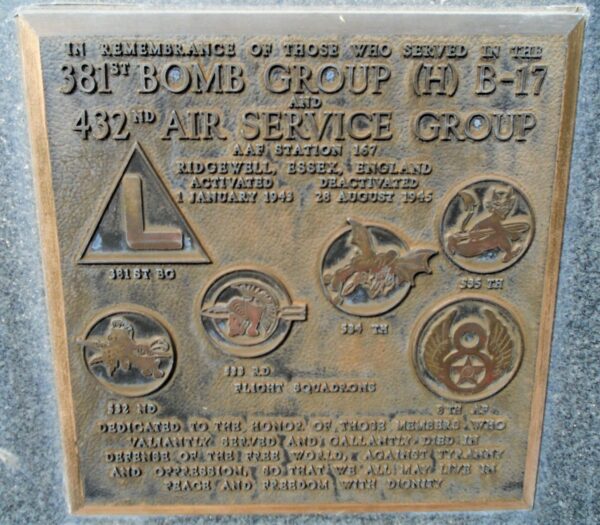 IN REMEMBRANCE OF THOSE WHO SERVED IN THE
381ST BOMB GROUP (H) B-17
AND
432ND AIR SERVICE GROUP
AAF STATION 167
RIDGEWELL, ESSEX, ENGLAND
ACTIVATED DEACTIVATED
1 JANUARY 1943 28 AUGUST 1945
L
381ST BG
535 TH
534 TH
533 RD
FLIGHT SQUADRONS
532 ND
8
8TH AF
DEDICATED TO THE HONOR OF THOSE MEMBERS WHO
VALIANTLY SERVED AND GALLANTLY DIED IN
DEFENSE OF THE FREE WORLD, AGAINST TYRANNY
AND OPPRESSION, SO THAT WE ALL MAY LIVE IN
PEACE AND FREEDOM WITH DIGNITY